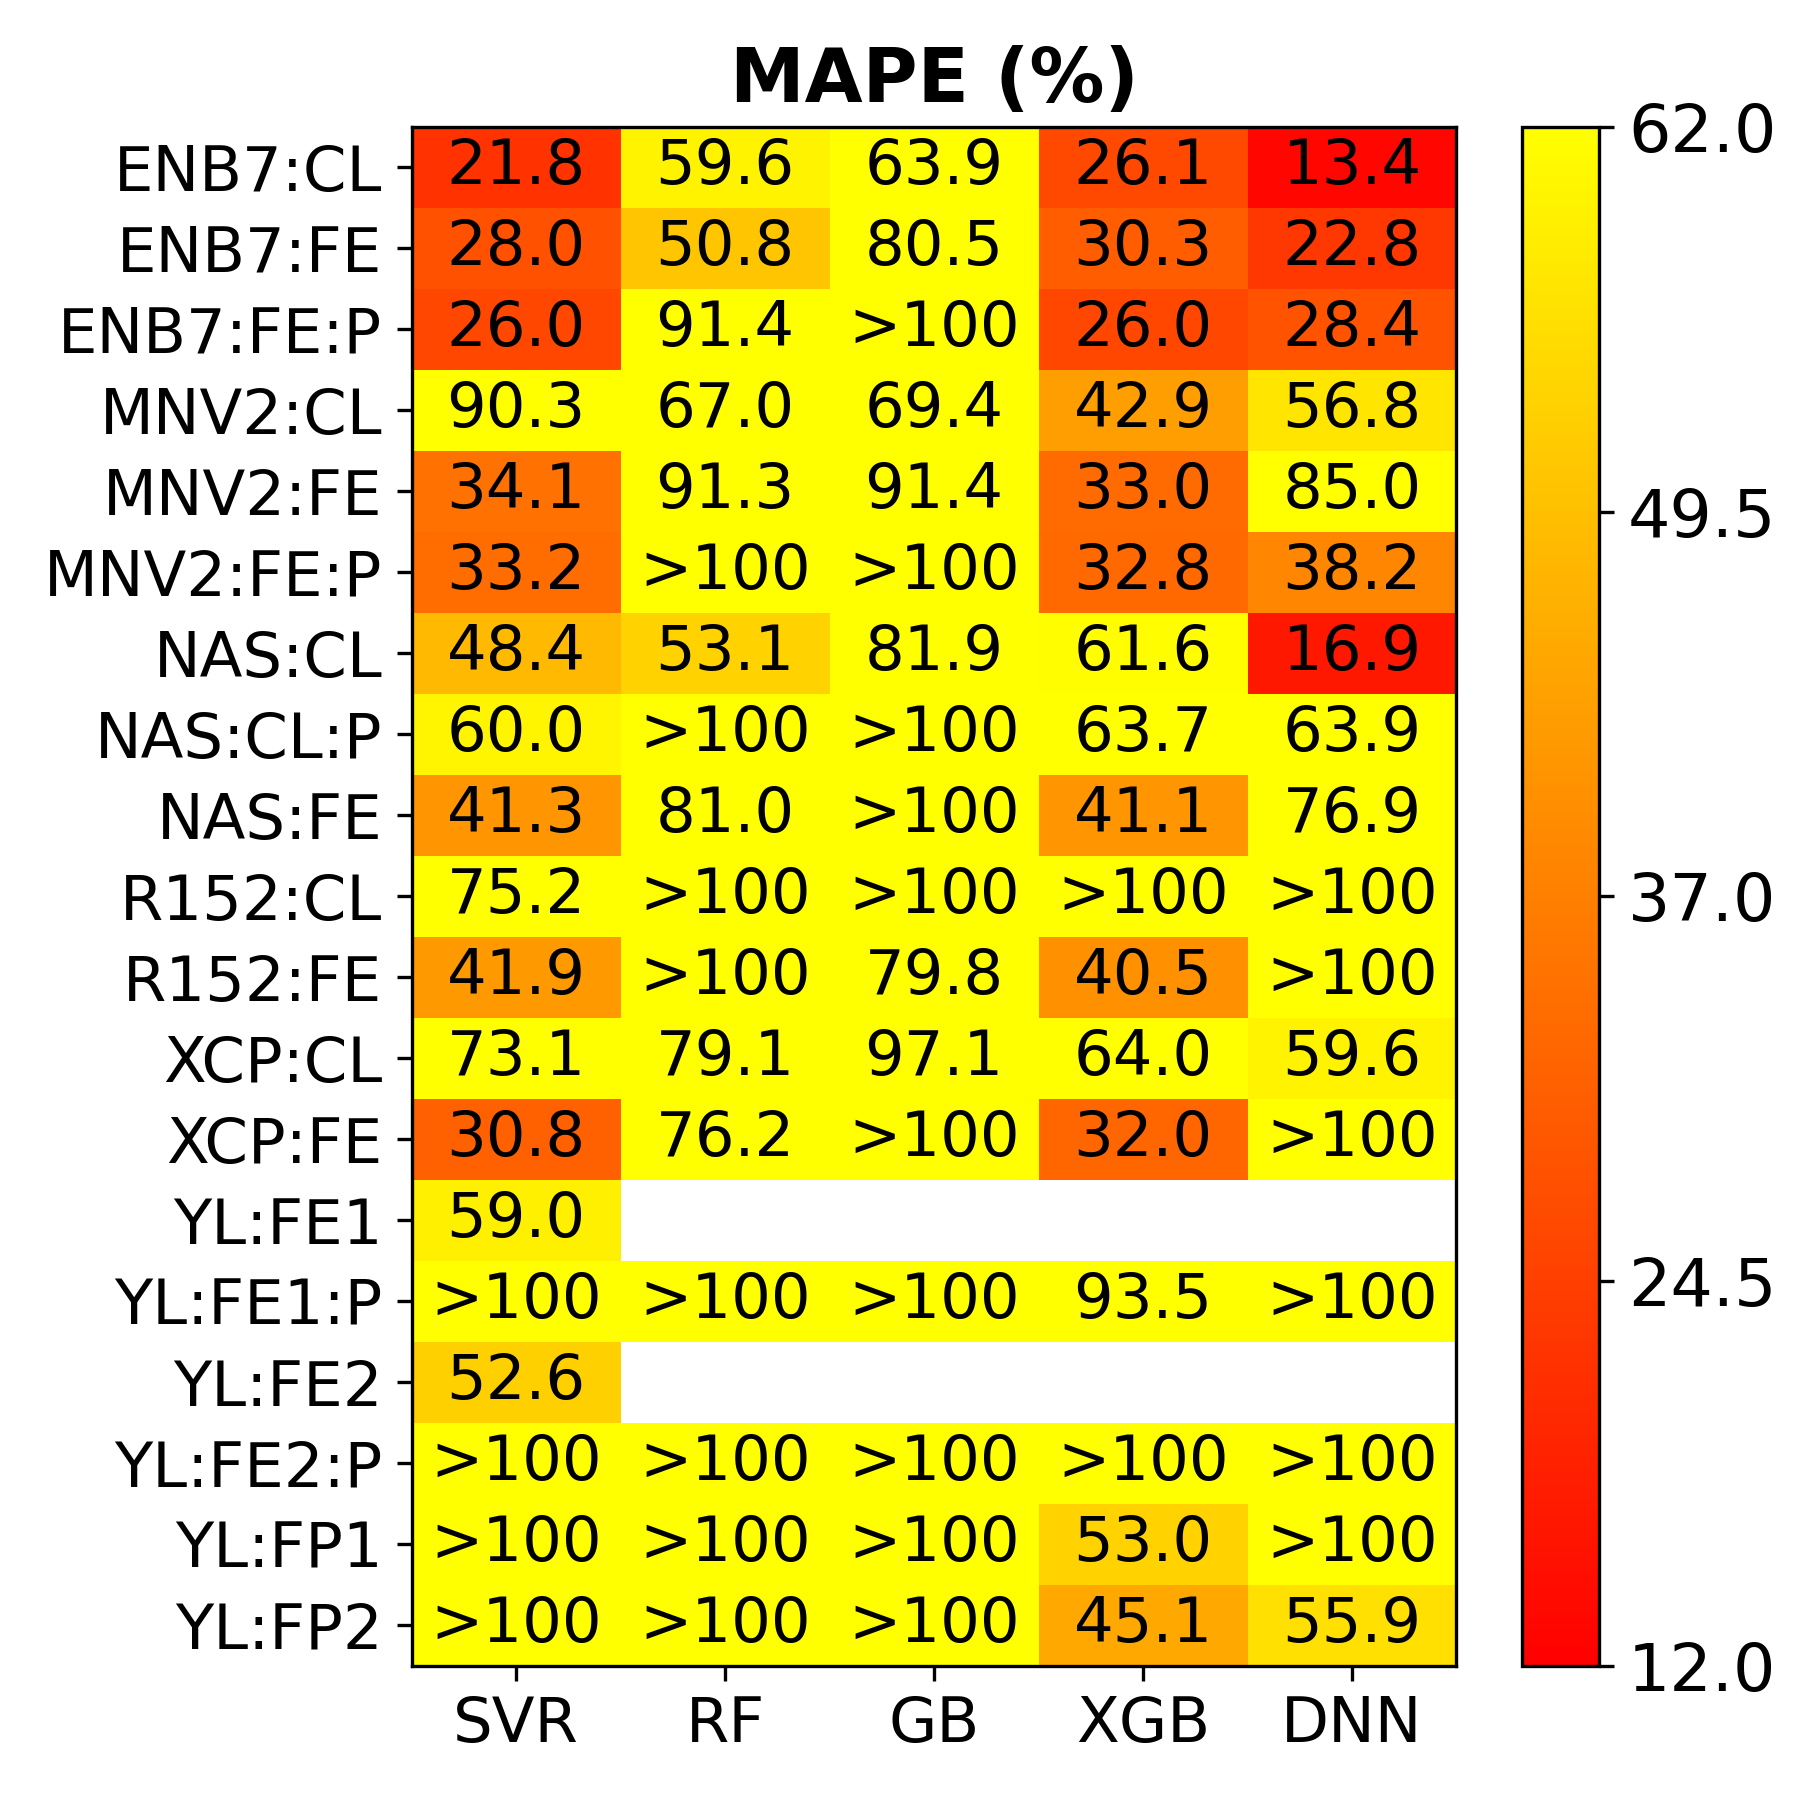 MAPE (%)
ENB7:CL 21.8 59.6 63.9 26.1 13.4
ENB7:FE 28.0 50.8 80.5 30.3 22.8
ENB7:FE:P 26.0 91.4 >100 26.0 28.4
MNV2:CL 90.3 67.0 69.4 42.9 56.8
MNV2:FE 34.1 91.3 91.4 33.0 85.0
MNV2:FE:P 33.2 >100 >100 32.8 38.2
NAS:CL 48.4 53.1 81.9 61.6 16.9
NAS:CL:P 60.0 >100 >100 63.7 63.9
NAS:FE 41.3 81.0 >100 41.1 76.9
R152:CL 75.2 >100 >100 >100 >100
R152:FE 41.9 >100 79.8 40.5 >100
XCP:CL 73.1 79.1 97.1 64.0 59.6
XCP:FE 30.8 76.2 >100 32.0 >100
YL:FE1 59.0
YL:FE1:P >100 >100 >100 93.5 >100
YL:FE2 52.6
YL:FE2:P >100 >100 >100 >100 >100
YL:FP1 >100 >100 >100 53.0 >100
YL:FP2 >100 >100 >100 45.1 55.9
SVR RF GB XGB DNN
62.0
49.5
37.0
24.5
12.0